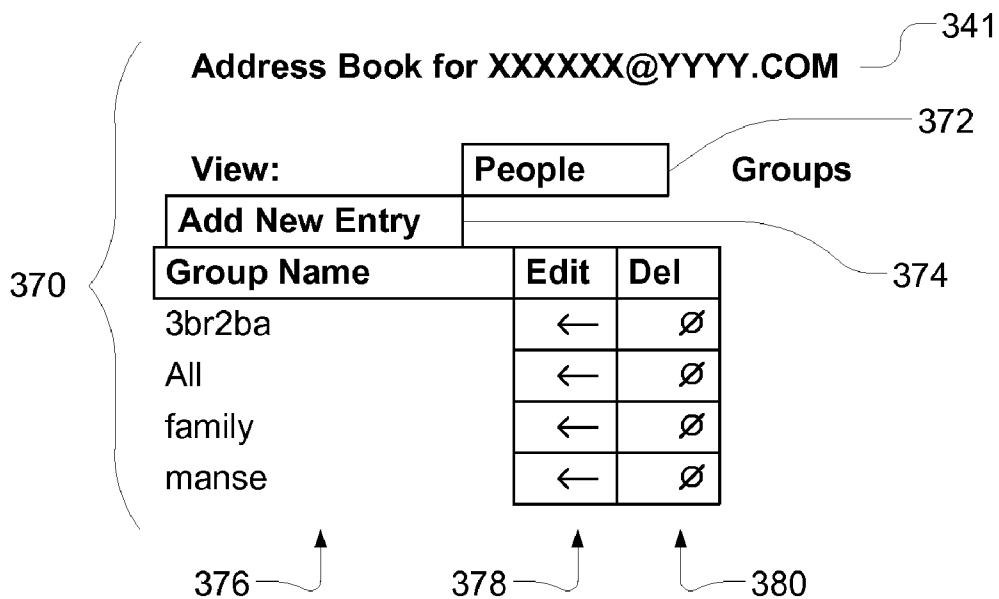 341
Address Book for XXXXXX@YYYY.COM
372
View: People Groups
Add New Entry
374
370
Group Name Edit Del
3br2ba ← Ø
All ← Ø
family ← Ø
manse ← Ø
376 378 380